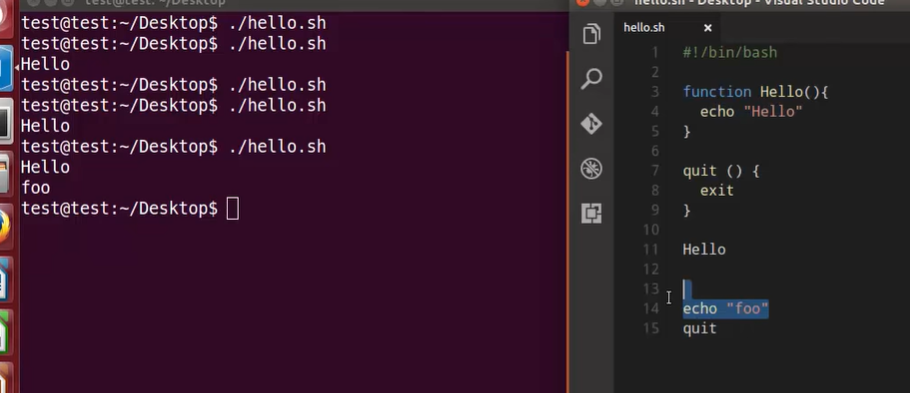 test@test: ~/Desktop
test@test:~/Desktop$ ./hello.sh
test@test:~/Desktop$ ./hello.sh
Hello
test@test:~/Desktop$ ./hello.sh
test@test:~/Desktop$ ./hello.sh
Hello
test@test:~/Desktop$ ./hello.sh
Hello
foo
test@test:~/Desktop$
hello.sh - Desktop - Visual Studio Code
hello.sh
1 #!/bin/bash
2
3 function Hello(){
4 echo "Hello"
5 }
6
7 quit () {
8 exit
9 }
10
11 Hello
12
13
14 echo "foo"
15 quit